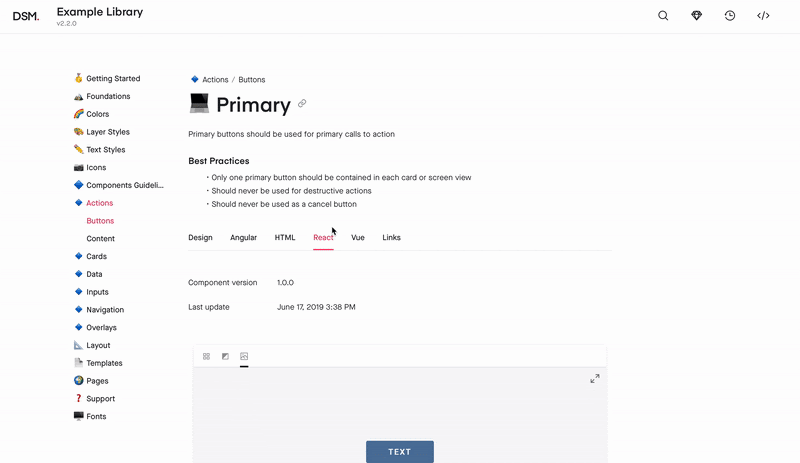 DSM.
Example Library
v2.2.0
Getting Started
Foundations
Colors
Layer Styles
Text Styles
Icons
Components Guideli...
Actions
Buttons
Content
Cards
Data
Inputs
Navigation
Overlays
Layout
Templates
Pages
Support
Fonts
Actions / Buttons
Primary
Primary buttons should be used for primary calls to action
Best Practices
• Only one primary button should be contained in each card or screen view
• Should never be used for destructive actions
• Should never be used as a cancel button
Design Angular HTML React Vue Links
Component version 1.0.0
Last update June 17, 2019 3:38 PM
TEXT